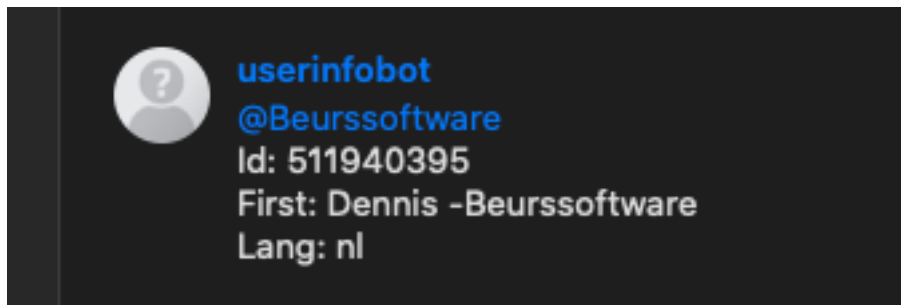 userinfobot
@Beurssoftware
Id: 511940395
First: Dennis -Beurssoftware
Lang: nl